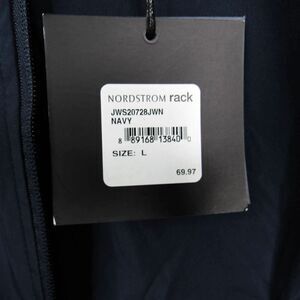 NORDSTROM rack
JWS20728JWN
NAVY
8 89168 13840 0
SIZE: L
69.97